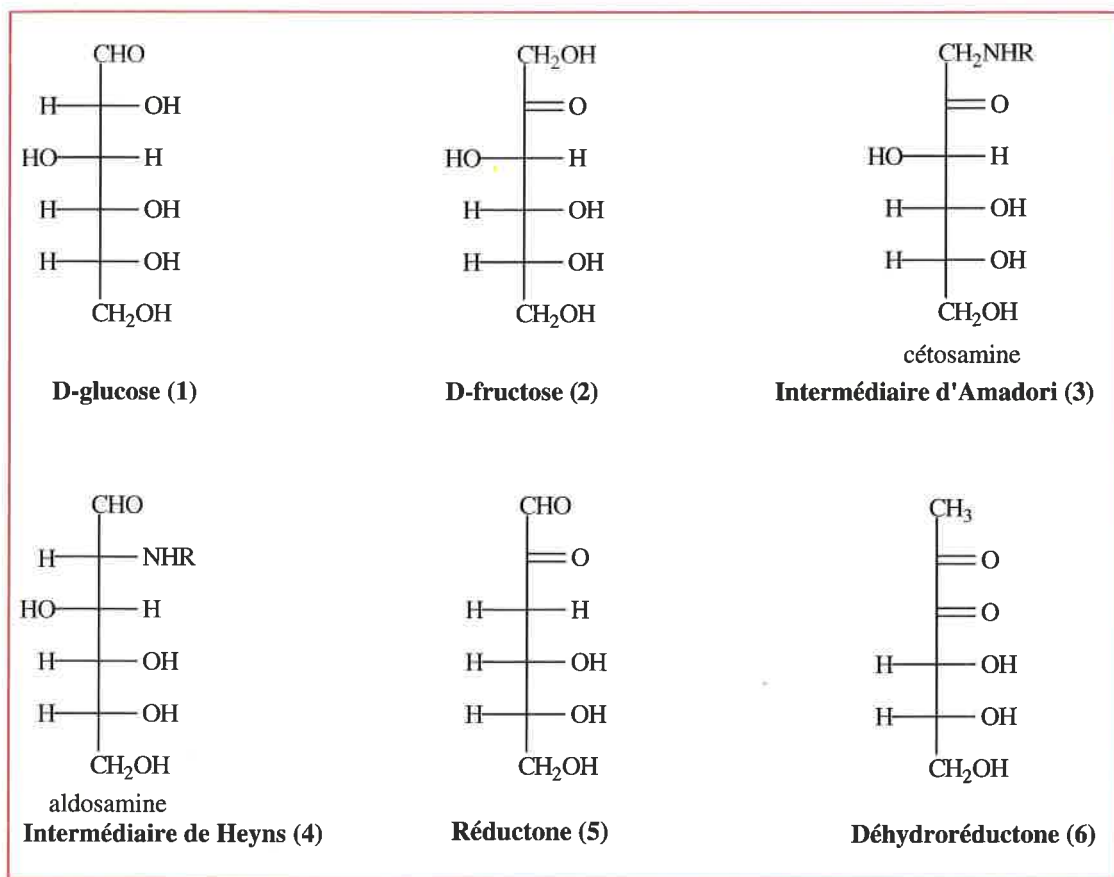 CHO
H OH
HO H
H OH
H OH
CH₂OH
D-glucose (1)
CH₂OH
O
HO H
H OH
H OH
CH₂OH
D-fructose (2)
CH₂NHR
O
HO H
H OH
H OH
CH₂OH
cétosamine
Intermédiaire d'Amadori (3)
CHO
H NHR
HO H
H OH
H OH
CH₂OH
aldosamine
Intermédiaire de Heyns (4)
CHO
O
H H
H OH
H OH
CH₂OH
Réductone (5)
CH₃
O
O
H OH
H OH
CH₂OH
Déhydroréductone (6)